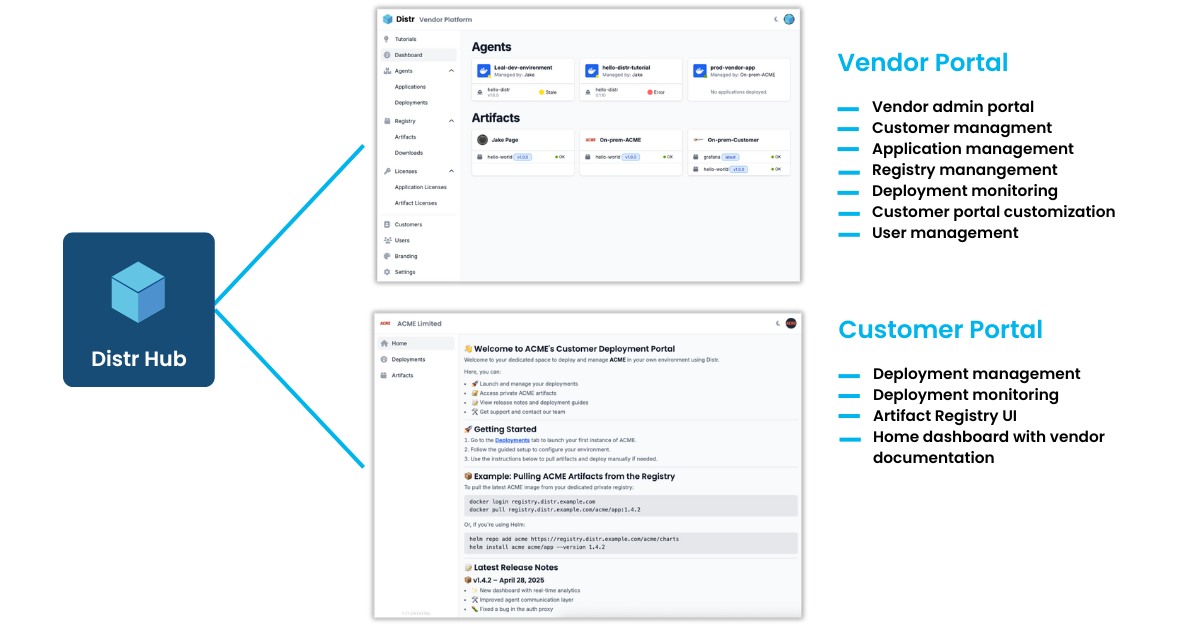 Distr Hub
Distr Vendor Platform
Tutorials
Dashboard
Agents
Applications
Deployments
Registry
Artifacts
Downloads
Licenses
Application Licenses
Artifact Licenses
Customers
Users
Branding
Settings
Agents
Loal-dev-environment
Managed by: Jake
hello-distr
v1.0.0
Stale
hello-distr-tutorial
Managed by: Jake
hello-distr
Error
prod-vendor-app
Managed by: On-prem-ACME
No applications deployed.
Artifacts
Jake Page
hello-world v1.0.0 OK
ACME On-prem-ACME
hello-world v1.0.0 OK
On-prem-Customer
grafana latest OK
hello-world v1.0.0 OK
Vendor Portal
Vendor admin portal
Customer managment
Application management
Registry manangement
Deployment monitoring
Customer portal customization
User management
ACME ACME Limited
Home
Deployments
Artifacts
👋 Welcome to ACME's Customer Deployment Portal
Welcome to your dedicated space to deploy and manage ACME in your own environment using Distr.
Here, you can:
• 🚀 Launch and manage your deployments
• 🔐 Access private ACME artifacts
• 📝 View release notes and deployment guides
• 🛠 Get support and contact our team
🚀 Getting Started
1. Go to the Deployments tab to launch your first instance of ACME.
2. Follow the guided setup to configure your environment.
3. Use the instructions below to pull artifacts and deploy manually if needed.
📦 Example: Pulling ACME Artifacts from the Registry
To pull the latest ACME image from your dedicated private registry:
docker login registry.distr.example.com
docker pull registry.distr.example.com/acme/app:1.4.2
Or, if you're using Helm:
helm repo add acme https://registry.distr.example.com/acme/charts
helm install acme acme/app --version 1.4.2
📝 Latest Release Notes
📦 v1.4.2 – April 28, 2025
• ✨ New dashboard with real-time analytics
• 🛠 Improved agent communication layer
• 🐛 Fixed a bug in the auth proxy
Customer Portal
Deployment management
Deployment monitoring
Artifact Registry UI
Home dashboard with vendor
documentation